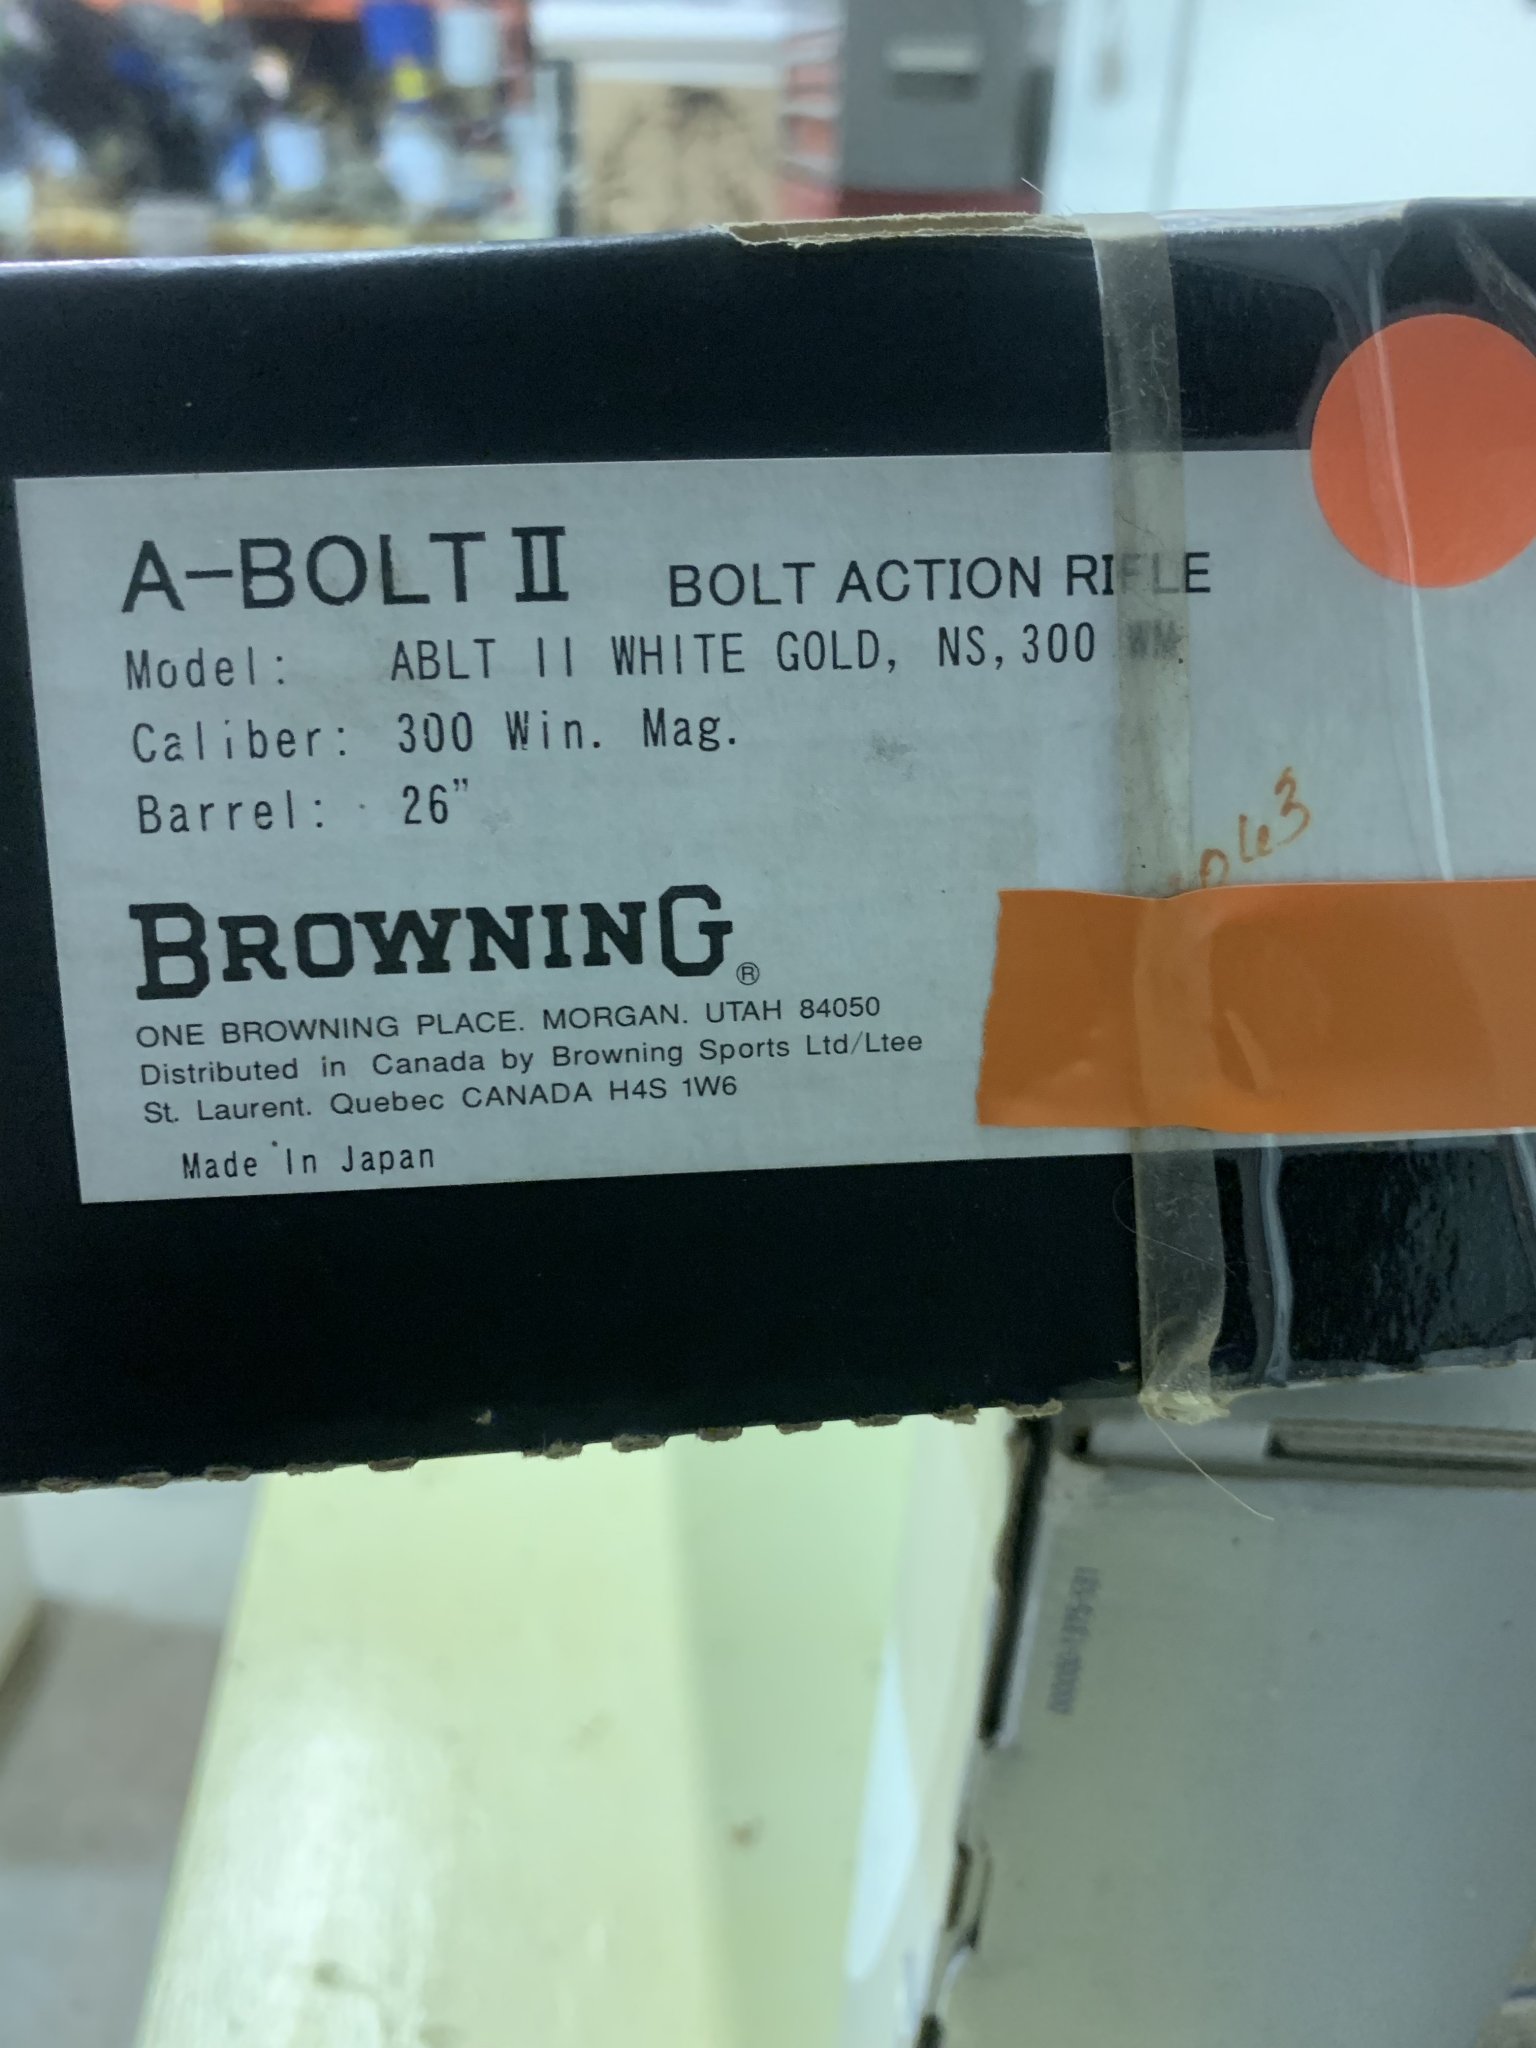 A-BOLT II BOLT ACTION RIFLE
Model: ABLT II WHITE GOLD, NS, 300 WM
Caliber: 300 Win. Mag.
Barrel: 26”
BROWNING®
ONE BROWNING PLACE. MORGAN. UTAH 84050
Distributed in Canada by Browning Sports Ltd/Ltee
St. Laurent. Quebec CANADA H4S 1W6
Made In Japan